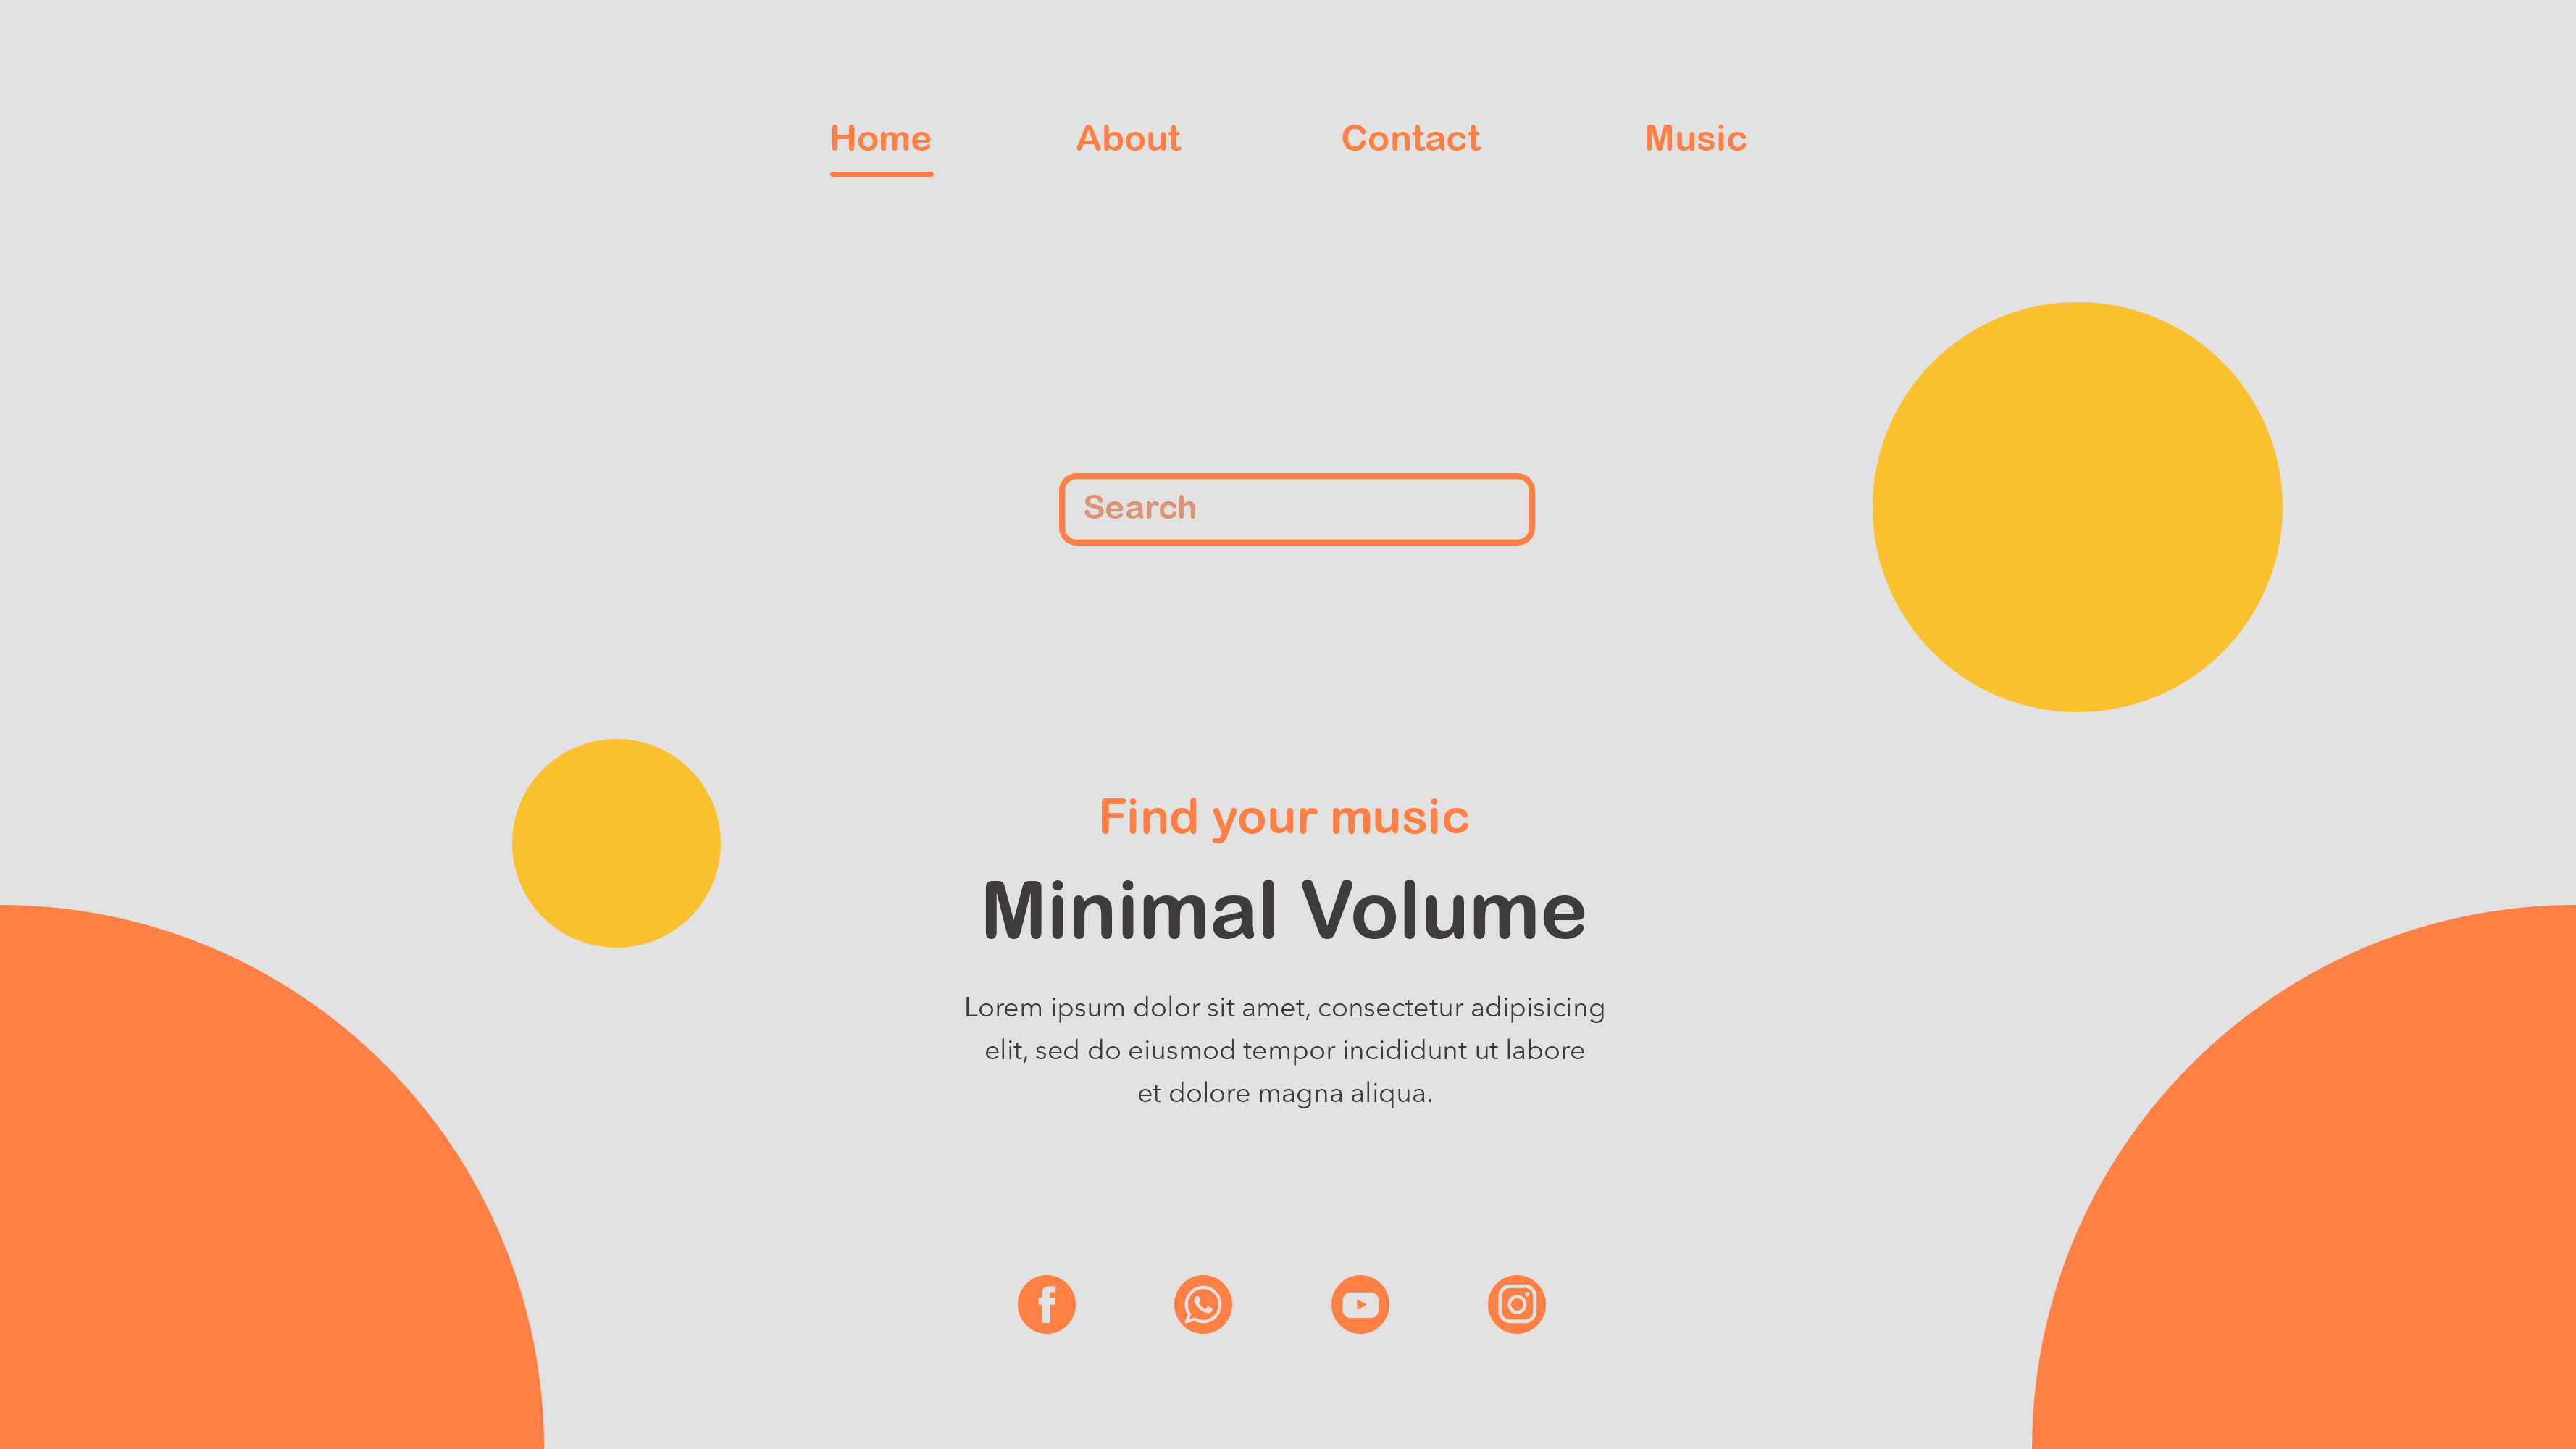 Home About Contact Music
Search
Find your music
Minimal Volume
Lorem ipsum dolor sit amet, consectetur adipisicing
elit, sed do eiusmod tempor incididunt ut labore
et dolore magna aliqua.